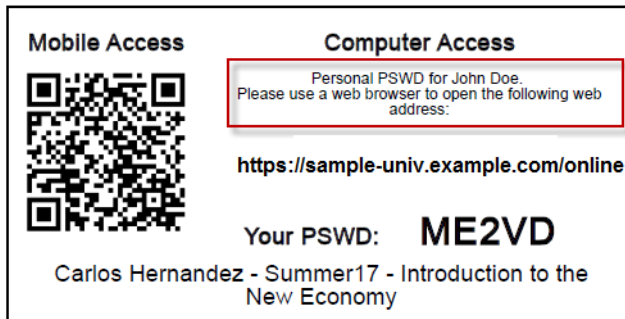 Mobile Access
Computer Access
Personal PSWD for John Doe.
Please use a web browser to open the following web
address:
https://sample-univ.example.com/online
Your PSWD: ME2VD
Carlos Hernandez - Summer17 - Introduction to the
New Economy